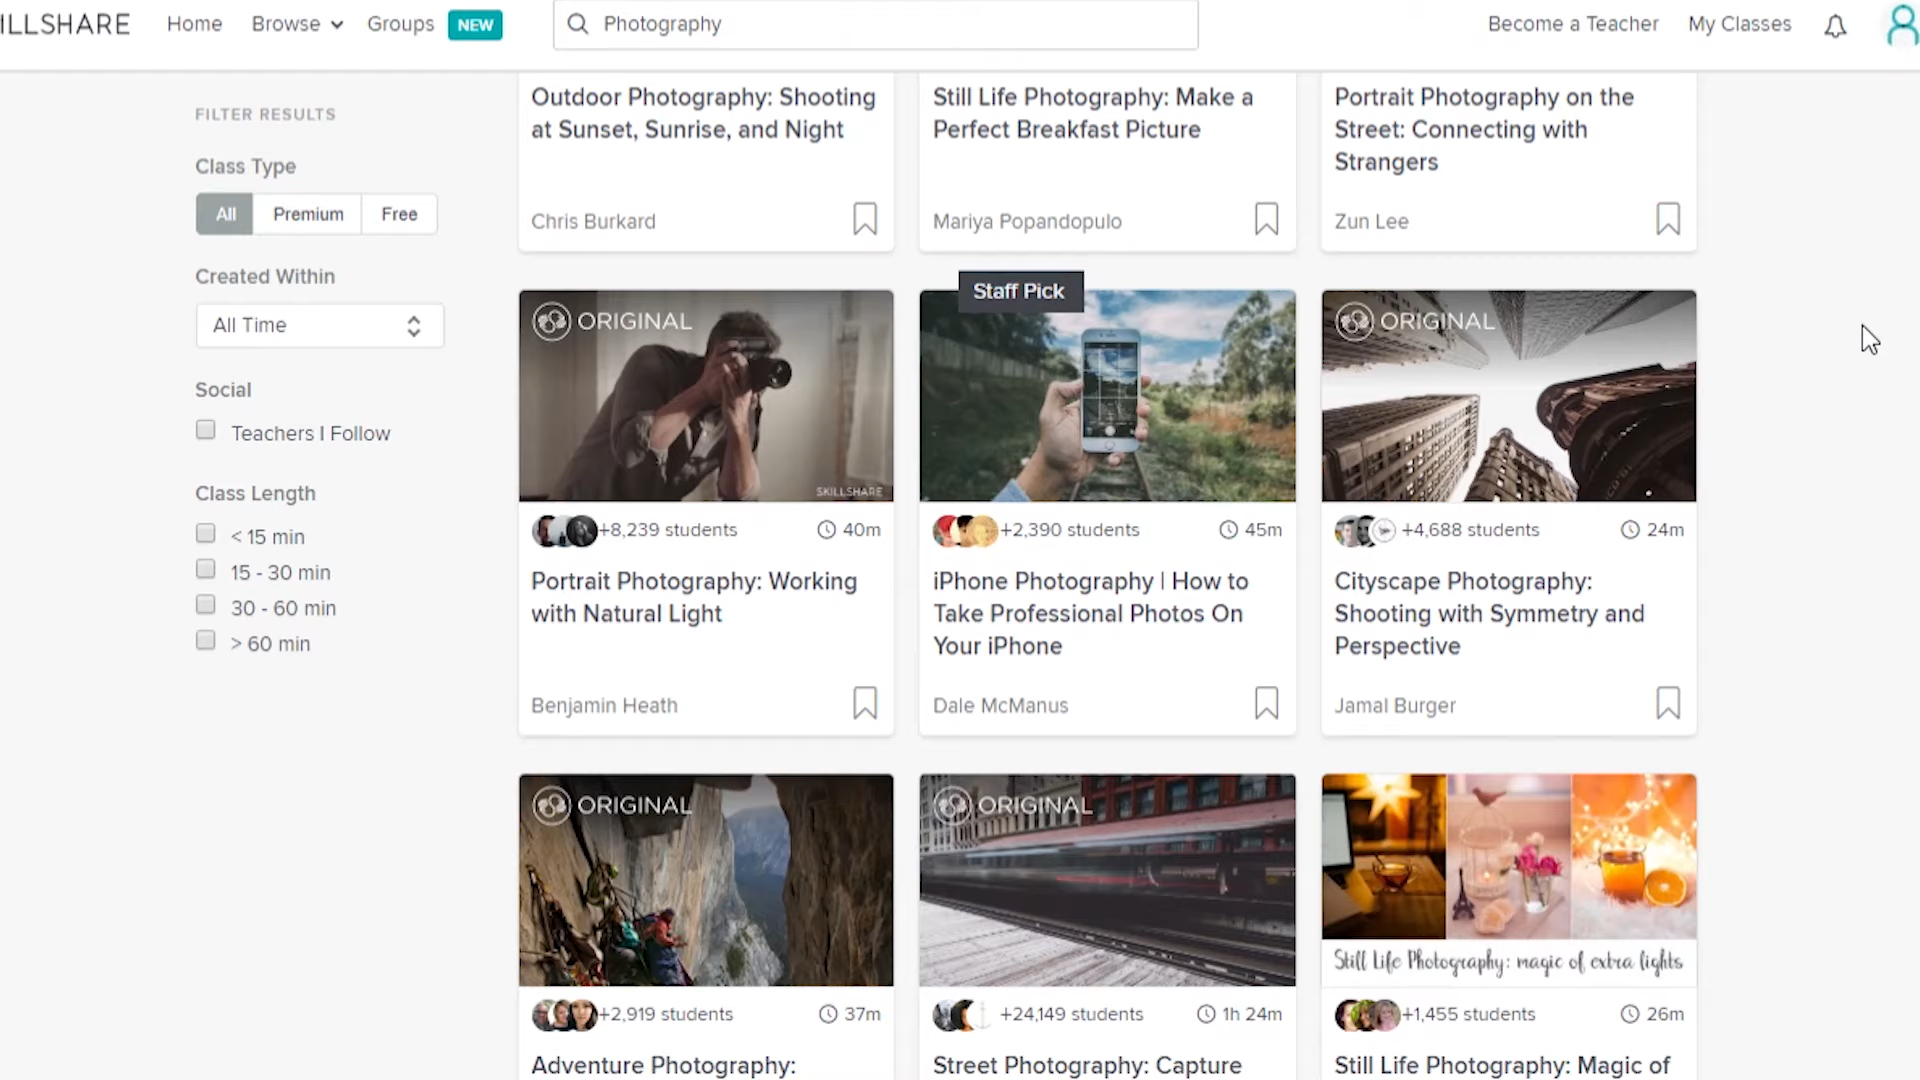 ILLSHARE
Home
Browse
Groups
NEW
Photography
Become a Teacher
My Classes
FILTER RESULTS
Class Type
All
Premium
Free
Created Within
All Time
Social
Teachers I Follow
Class Length
< 15 min
15 - 30 min
30 - 60 min
> 60 min
Outdoor Photography: Shooting
at Sunset, Sunrise, and Night
Chris Burkard
Still Life Photography: Make a
Perfect Breakfast Picture
Mariya Popandopulo
Portrait Photography on the
Street: Connecting with
Strangers
Zun Lee
ORIGINAL
SKILLSHARE
+8,239 students
40m
Portrait Photography: Working
with Natural Light
Benjamin Heath
Staff Pick
+2,390 students
45m
iPhone Photography | How to
Take Professional Photos On
Your iPhone
Dale McManus
ORIGINAL
+4,688 students
24m
Cityscape Photography:
Shooting with Symmetry and
Perspective
Jamal Burger
ORIGINAL
+2,919 students
37m
Adventure Photography:
ORIGINAL
+24,149 students
1h 24m
Street Photography: Capture
Still Life Photography: magic of extra lights
+1,455 students
26m
Still Life Photography: Magic of